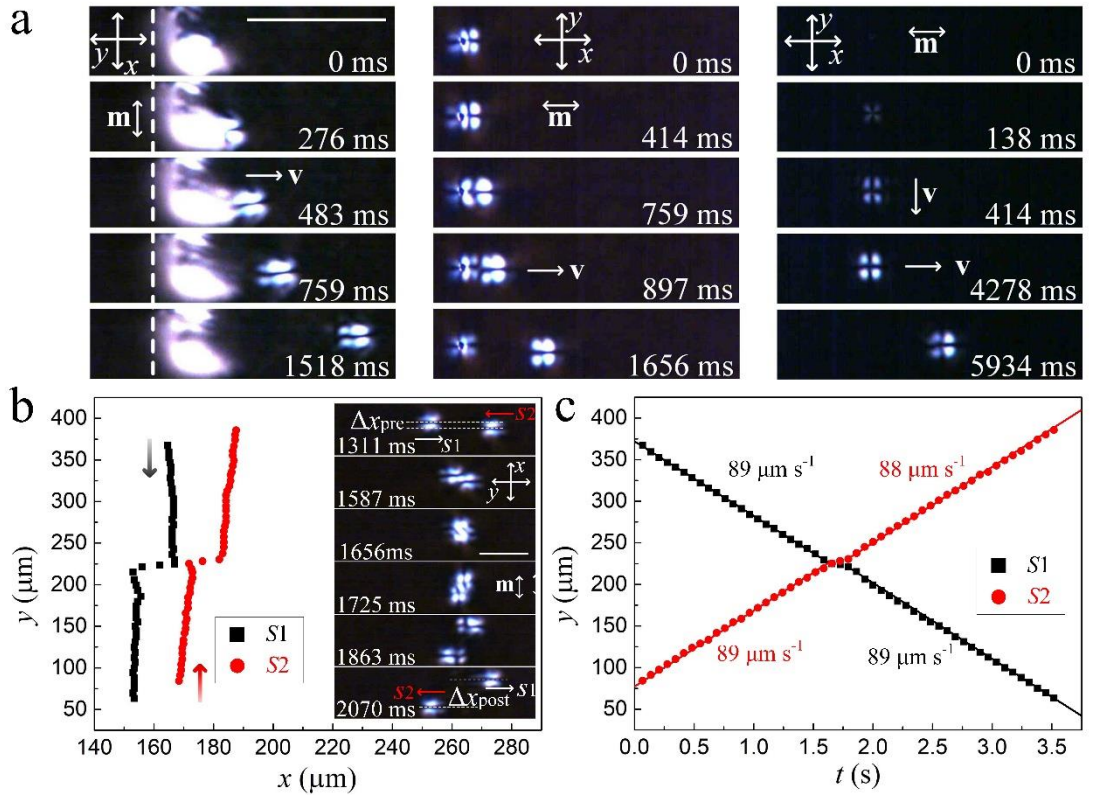 a
y
x
0 ms
m
276 ms
v
483 ms
759 ms
1518 ms
y
x
0 ms
m
414 ms
759 ms
v
897 ms
1656 ms
y
x
m
0 ms
138 ms
v
414 ms
v
4278 ms
5934 ms
b
y (μm)
400
350
300
250
200
150
100
50
140 160 180 200 220 240 260 280
x (μm)
S1
S2
Δxpre
S2
1311 ms
S1
x
y
1587 ms
1656ms
m
1725 ms
1863 ms
S2
Δxpost
S1
2070 ms
c
y (μm)
400
350
300
250
200
150
100
50
89 μm s-1
88 μm s-1
S1
S2
89 μm s-1
89 μm s-1
0.0 0.5 1.0 1.5 2.0 2.5 3.0 3.5
t (s)